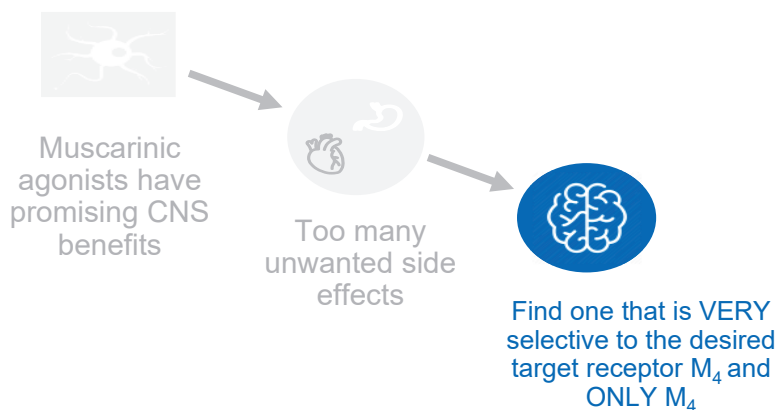 Muscarinic
agonists have
promising CNS
benefits
Too many
unwanted side
effects
Find one that is VERY
selective to the desired
target receptor M₄ and
ONLY M₄